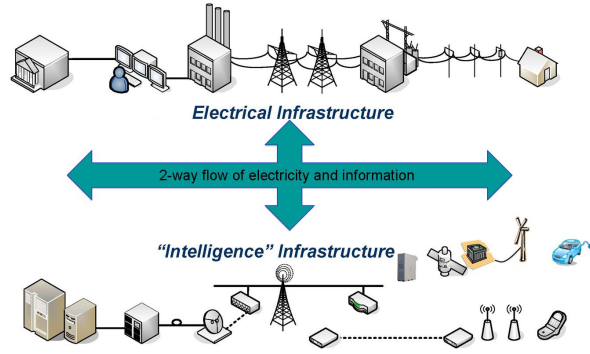 Electrical Infrastructure
2-way flow of electricity and information
“Intelligence” Infrastructure